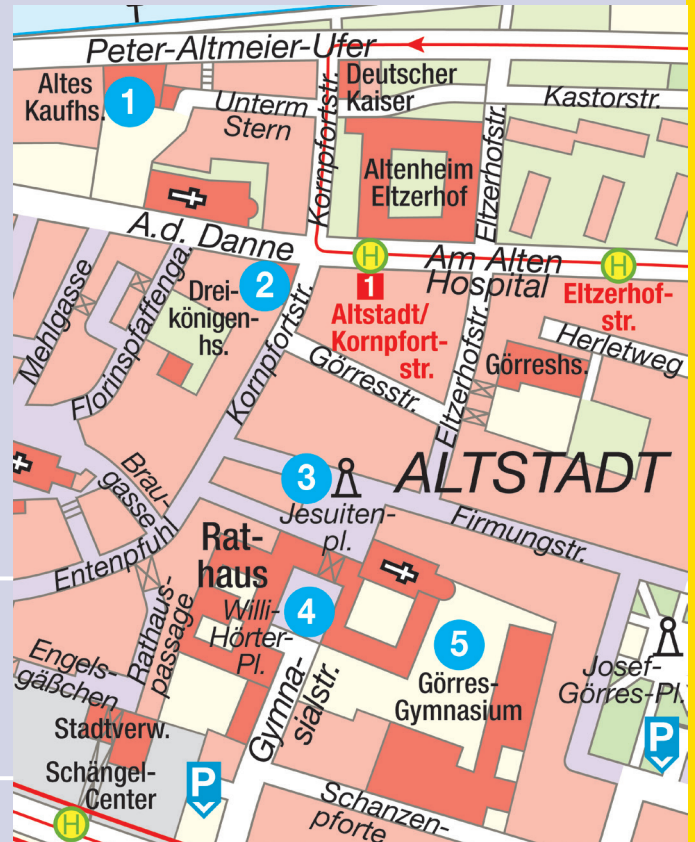 Peter-Altmeier-Ufer
Altes
Kaufhs.
1
Unterm
Stern
Kornpfortstr.
Deutscher
Kaiser
Kastorstr.
Altenheim
Eltzerhof
Eltzerhofstr.
A.d. Danne
H
Am Alten
Hospital
H
Mehlgasse
Florinspfaffengа.
Drei-
königen-
hs.
2
1
Altstadt/
Kornpfort-
str.
Eltzerhof-
str.
Kornpfortstr.
Görresstr.
Eltzerhofstr.
Herletweg
Görreshs.
Brau-
gasse
3
ALTSTADT
Jesuiten-
pl.
Firmungstr.
Entenpfuhl
Rat-
haus
Rathaus-
passage
Willi-
Hörter-
Pl.
4
5
Görres-
Gymnasium
Josef-
Görres-Pl.
Engels-
gäßchen
Gymna-
sialstr.
Stadtverw.
Schängel-
Center
P
P
H
Schanzen-
pforte